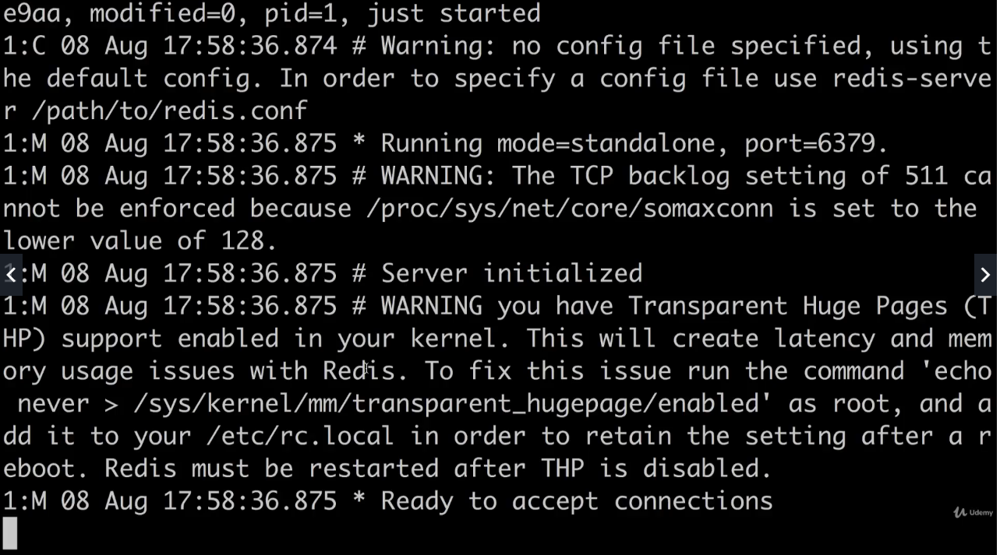 e9aa, modified=0, pid=1, just started
1:C 08 Aug 17:58:36.874 # Warning: no config file specified, using t
he default config. In order to specify a config file use redis-serve
r /path/to/redis.conf
1:M 08 Aug 17:58:36.875 * Running mode=standalone, port=6379.
1:M 08 Aug 17:58:36.875 # WARNING: The TCP backlog setting of 511 ca
nnot be enforced because /proc/sys/net/core/somaxconn is set to the
lower value of 128.
1:M 08 Aug 17:58:36.875 # Server initialized
1:M 08 Aug 17:58:36.875 # WARNING you have Transparent Huge Pages (T
HP) support enabled in your kernel. This will create latency and mem
ory usage issues with Redis. To fix this issue run the command 'echo
 never > /sys/kernel/mm/transparent_hugepage/enabled' as root, and a
dd it to your /etc/rc.local in order to retain the setting after a r
eboot. Redis must be restarted after THP is disabled.
1:M 08 Aug 17:58:36.875 * Ready to accept connections
Udemy